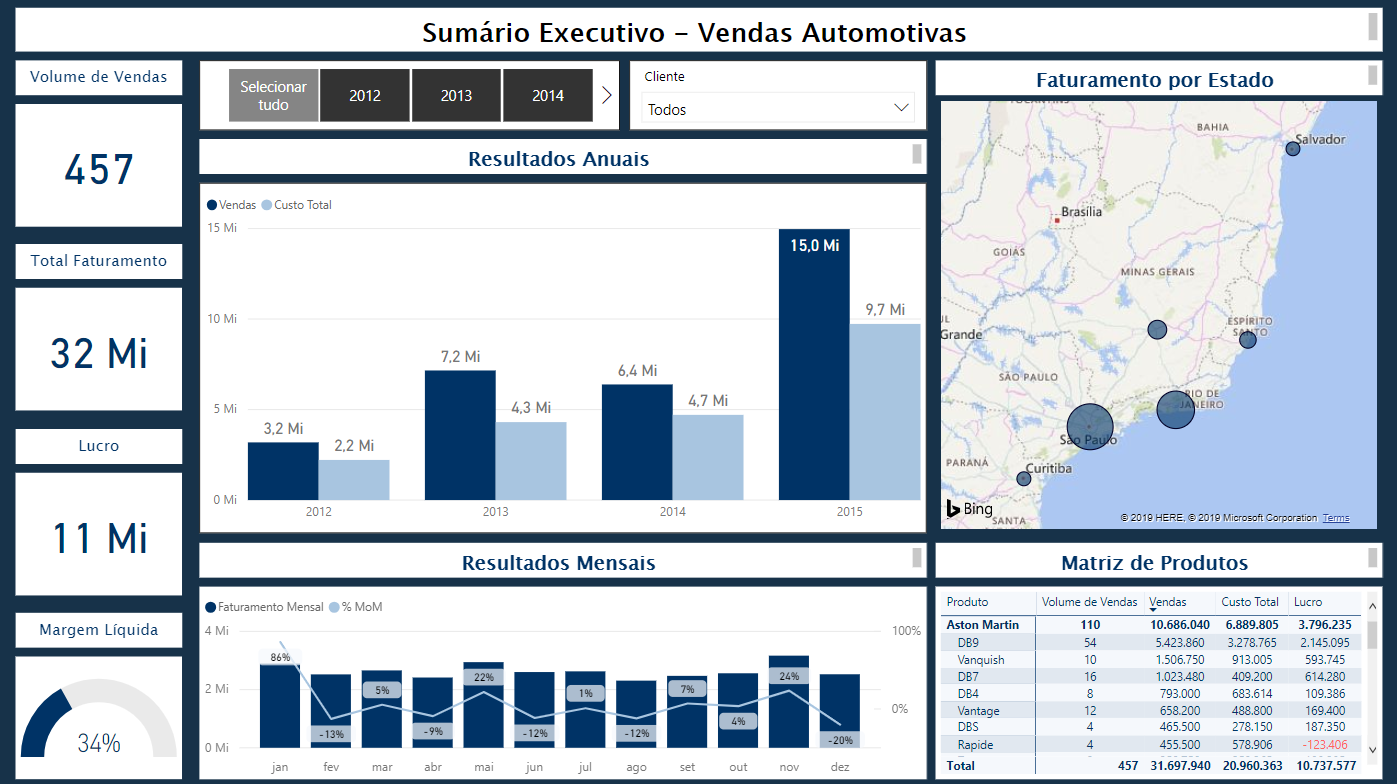 Sumário Executivo - Vendas Automotivas
Volume de Vendas
457
Total Faturamento
32 Mi
Lucro
11 Mi
Margem Líquida
34%
Selecionar
tudo
2012
2013
2014
Cliente
Todos
Resultados Anuais
Vendas Custo Total
15 Mi
10 Mi
5 Mi
0 Mi
3,2 Mi
2,2 Mi
7,2 Mi
4,3 Mi
6,4 Mi
4,7 Mi
15,0 Mi
9,7 Mi
2012 2013 2014 2015
Resultados Mensais
Faturamento Mensal % MoM
4 Mi
2 Mi
0 Mi
100%
0%
86%
-13%
5%
-9%
22%
-12%
1%
-12%
7%
4%
24%
-20%
jan fev mar abr mai jun jul ago set out nov dez
Faturamento por Estado
TOCANTINS
BAHIA
Salvador
Brasília
GOIÁS
MINAS GERAIS
Grande
ESPÍRITO
SANTO
SÃO PAULO
RIO DE
JANEIRO
São Paulo
PARANÁ
Curitiba
SANTA
Bing
© 2019 HERE, © 2019 Microsoft Corporation Terms
Matriz de Produtos
Produto Volume de Vendas Vendas Custo Total Lucro
Aston Martin 110 10.686.040 6.889.805 3.796.235
DB9 54 5.423.860 3.278.765 2.145.095
Vanquish 10 1.506.750 913.005 593.745
DB7 16 1.023.480 409.200 614.280
DB4 8 793.000 683.614 109.386
Vantage 12 658.200 488.800 169.400
DBS 4 465.500 278.150 187.350
Rapide 4 455.500 578.906 -123.406
Total 457 31.697.940 20.960.363 10.737.577